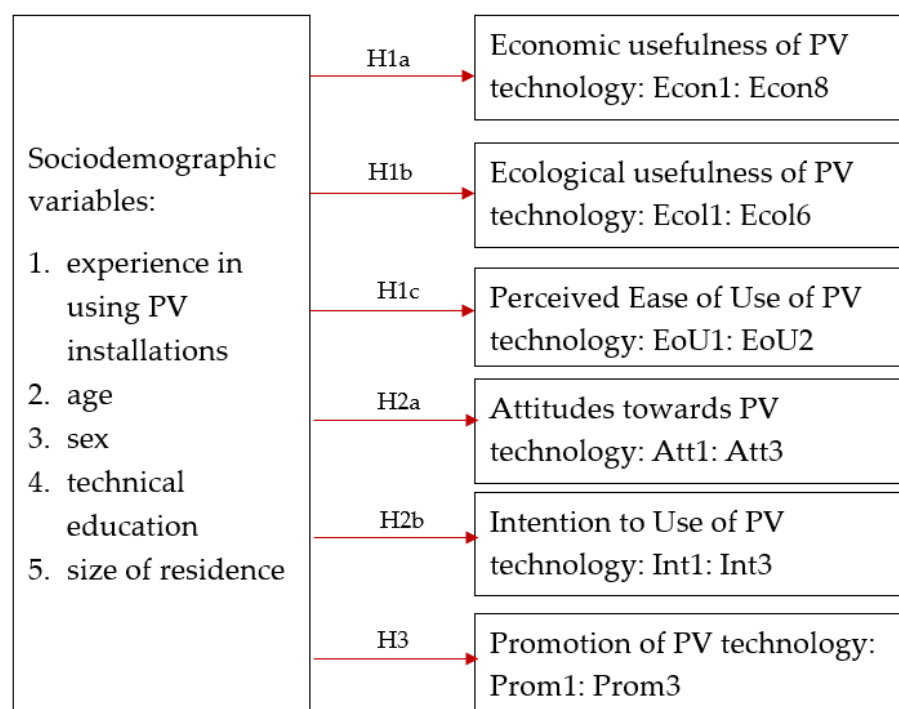 Sociodemographic
variables:
1. experience in
using PV
installations
2. age
3. sex
4. technical
education
5. size of residence
H1a
Economic usefulness of PV
technology: Econ1: Econ8
H1b
Ecological usefulness of PV
technology: Ecol1: Ecol6
H1c
Perceived Ease of Use of PV
technology: EoU1: EoU2
H2a
Attitudes towards PV
technology: Att1: Att3
H2b
Intention to Use of PV
technology: Int1: Int3
H3
Promotion of PV technology:
Prom1: Prom3